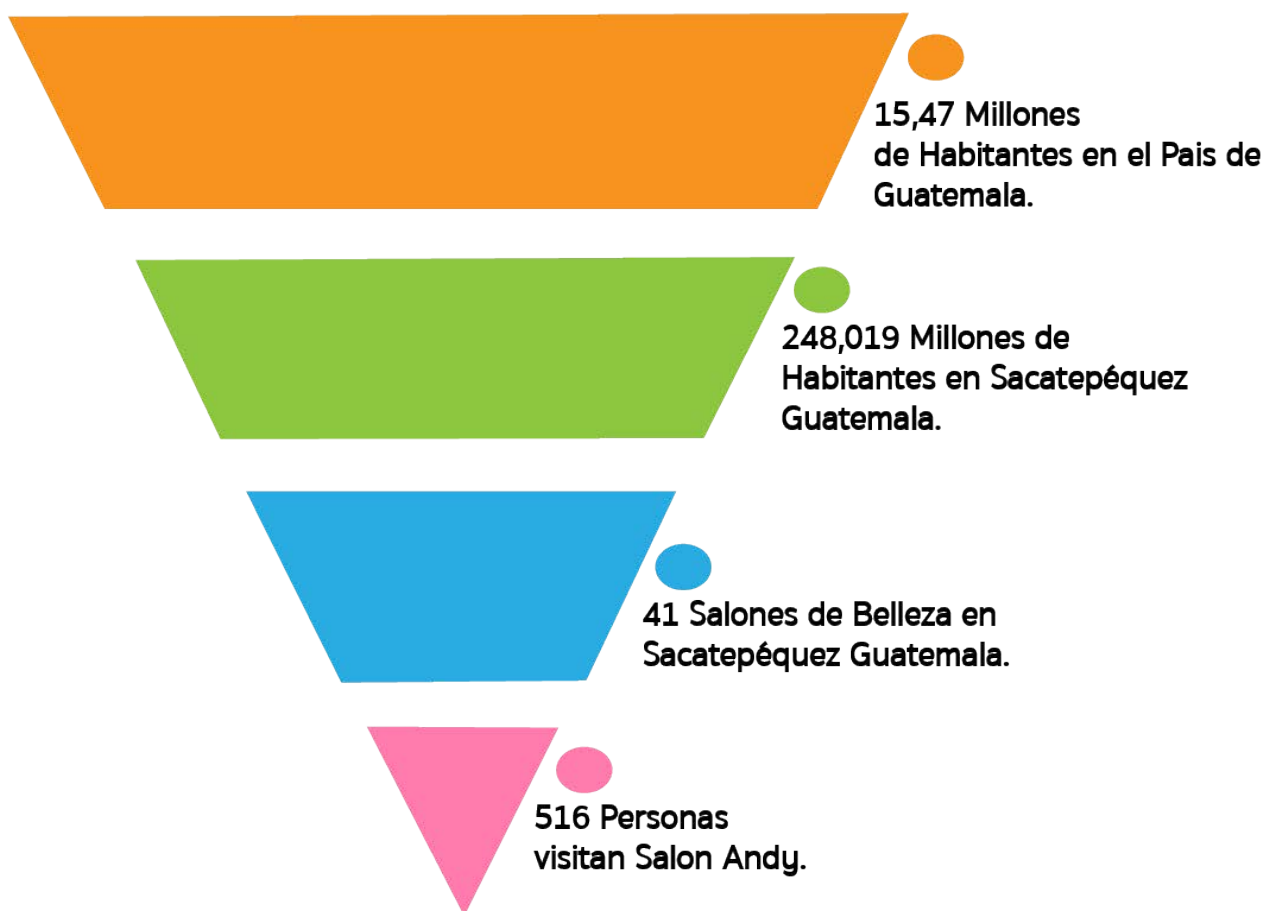 15,47 Millones
de Habitantes en el Pais de
Guatemala.
248,019 Millones de
Habitantes en Sacatepéquez
Guatemala.
41 Salones de Belleza en
Sacatepéquez Guatemala.
516 Personas
visitan Salon Andy.